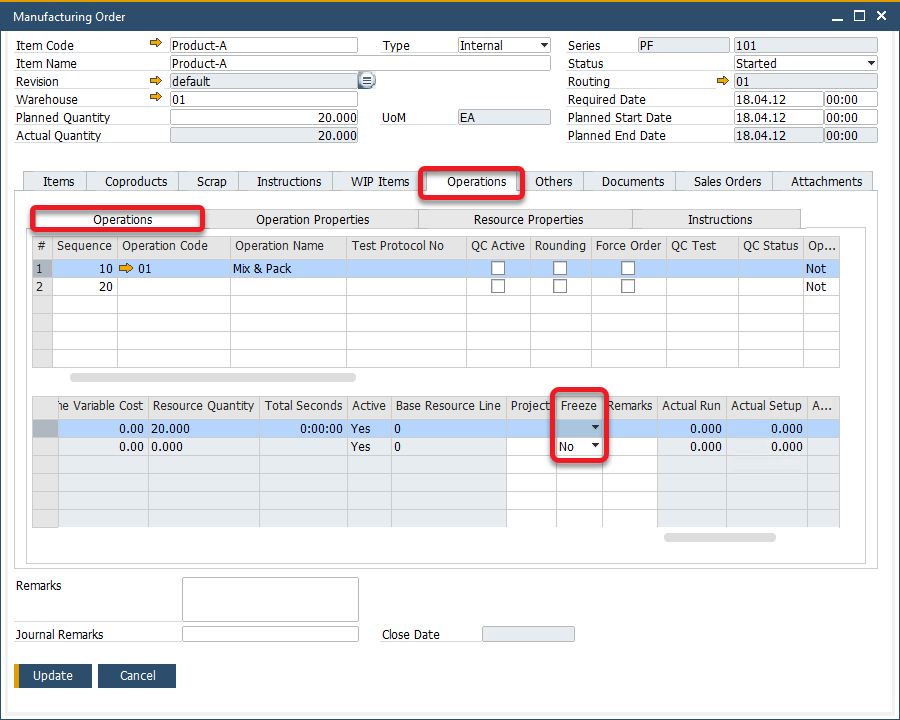 Manufacturing Order
Item Code Product-A Type Internal Series PF 101
Item Name Product-A Status Started
Revision default Routing 01
Warehouse 01 Required Date 18.04.12 00:00
Planned Quantity 20.000 UoM EA Planned Start Date 18.04.12 00:00
Actual Quantity 20.000 Planned End Date 18.04.12 00:00
Items Coproducts Scrap Instructions WIP Items Operations Others Documents Sales Orders Attachments
Operations Operation Properties Resource Properties Instructions
# Sequence Operation Code Operation Name Test Protocol No QC Active Rounding Force Order QC Test QC Status Op...
1 10 01 Mix & Pack Not
2 20 Not
he Variable Cost Resource Quantity Total Seconds Active Base Resource Line Project Freeze Remarks Actual Run Actual Setup A...
0.00 20.000 0:00:00 Yes 0 0.000 0.000
0.00 0.000 Yes 0 No 0.000 0.000
Remarks
Journal Remarks Close Date
Update Cancel